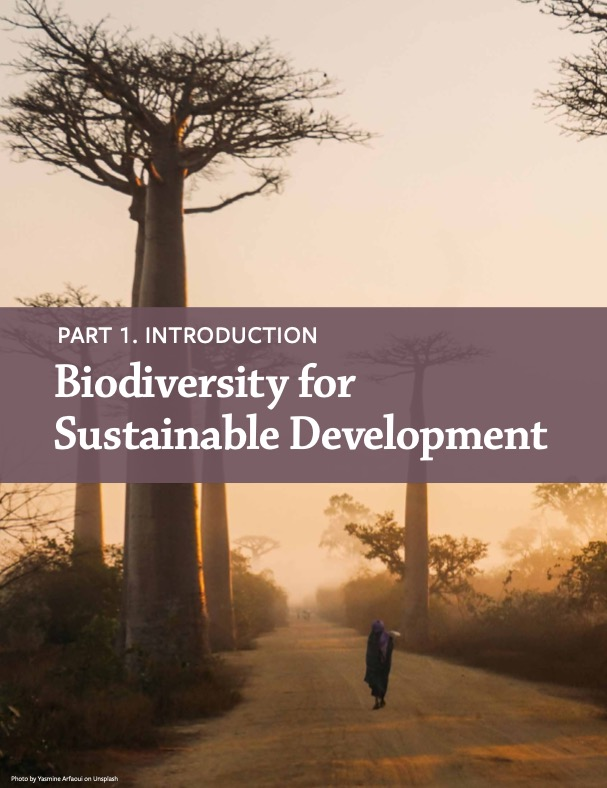 PART 1. INTRODUCTION
Biodiversity for
Sustainable Development
Photo by Yasmine Arfaoui on Unsplash